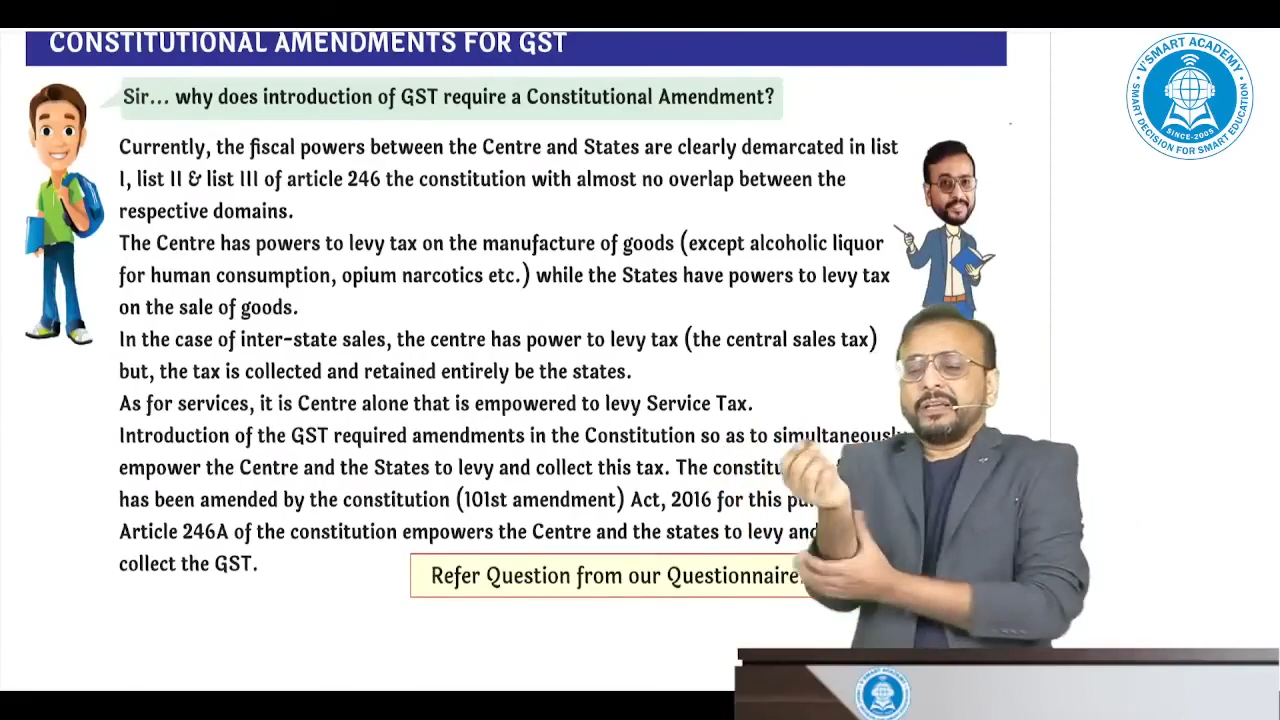 CONSTITUTIONAL AMENDMENTS FOR GST
Sir... why does introduction of GST require a Constitutional Amendment?
Currently, the fiscal powers between the Centre and States are clearly demarcated in list
I, list II & list III of article 246 the constitution with almost no overlap between the
respective domains.
The Centre has powers to levy tax on the manufacture of goods (except alcoholic liquor
for human consumption, opium narcotics etc.) while the States have powers to levy tax
on the sale of goods.
In the case of inter-state sales, the centre has power to levy tax (the central sales tax)
but, the tax is collected and retained entirely be the states.
As for services, it is Centre alone that is empowered to levy Service Tax.
Introduction of the GST required amendments in the Constitution so as to simultaneously
empower the Centre and the States to levy and collect this tax. The
has been amended by the constitution (101st amendment) Act, 2016 for this
Article 246A of the constitution empowers the Centre and the states to levy and
collect the GST.
Refer Question from our Questionnaire
V'SMART ACADEMY
SINCE-2005
SMART DECISION FOR SMART EDUCATION